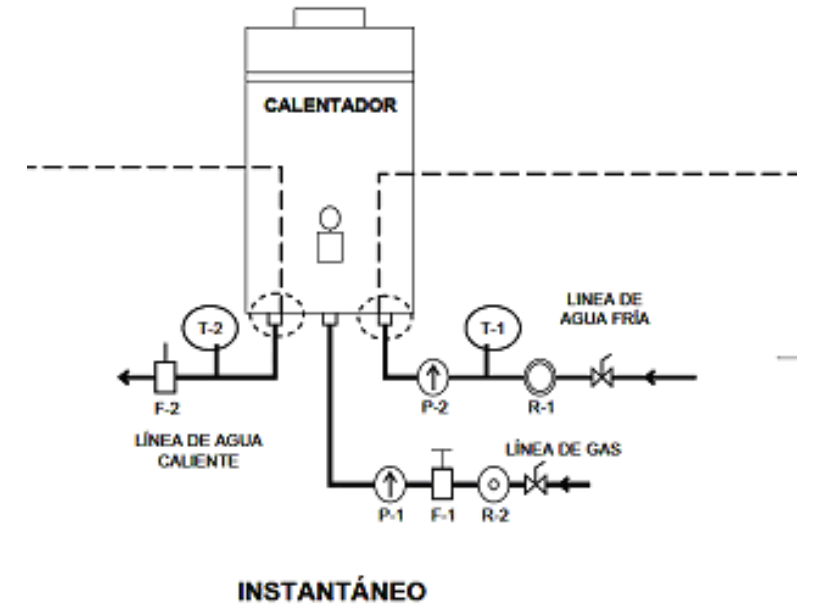 CALENTADOR
LINEA DE
AGUA FRÍA
T-2
T-1
F-2
P-2
R-1
LÍNEA DE AGUA
CALIENTE
LÍNEA DE GAS
P-1
F-1
R-2
INSTANTÁNEO